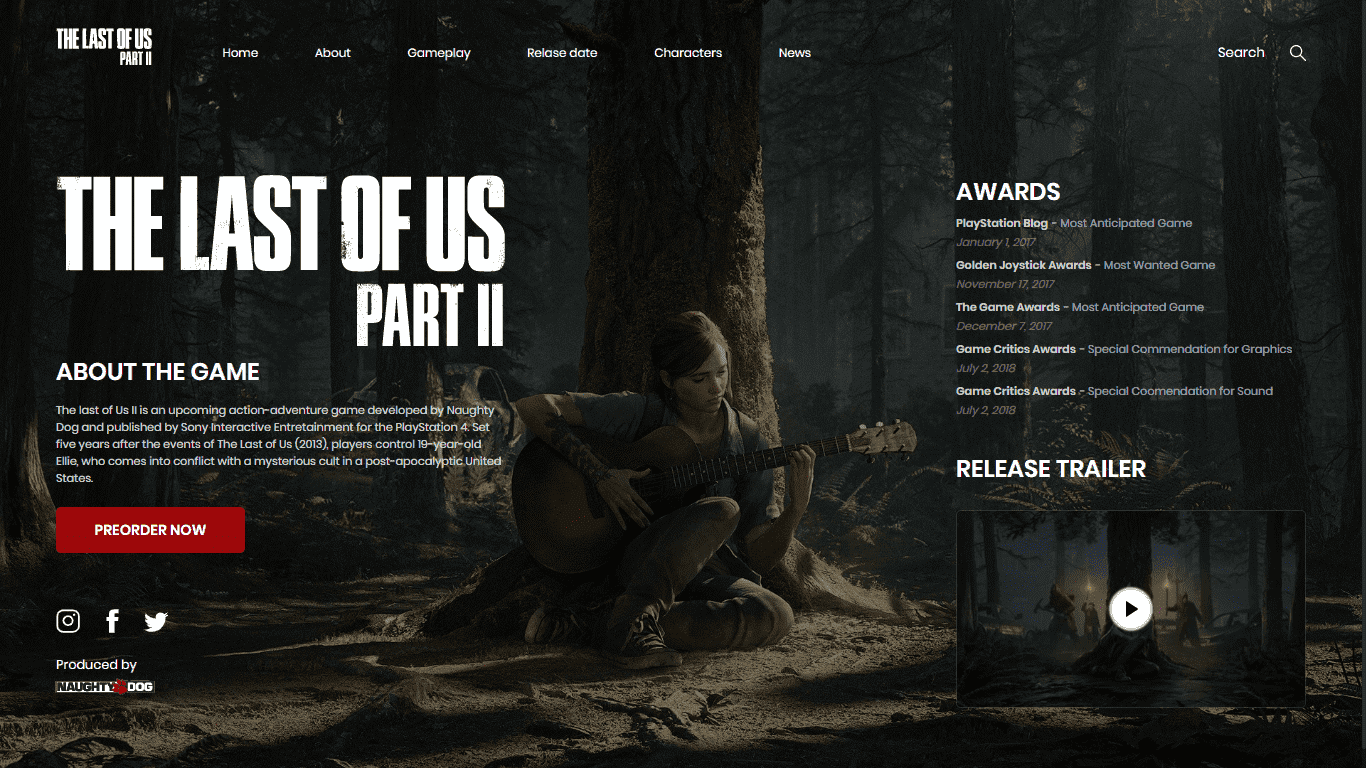 THE LAST OF US
PART II
Home
About
Gameplay
Relase date
Characters
News
Search
THE LAST OF US
PART II
ABOUT THE GAME
The last of Us II is an upcoming action-adventure game developed by Naughty
Dog and published by Sony Interactive Entretainment for the PlayStation 4. Set
five years after the events of The Last of Us (2013), players control 19-year-old
Ellie, who comes into conflict with a mysterious cult in a post-apocalyptic United
States.
PREORDER NOW
Produced by
NAUGHTY DOG
AWARDS
PlayStation Blog - Most Anticipated Game
January 1, 2017
Golden Joystick Awards - Most Wanted Game
November 17, 2017
The Game Awards - Most Anticipated Game
December 7, 2017
Game Critics Awards - Special Commendation for Graphics
July 2, 2018
Game Critics Awards - Special Coomendation for Sound
July 2, 2018
RELEASE TRAILER